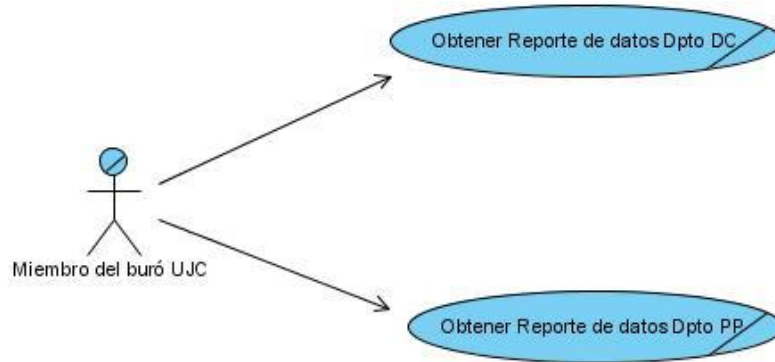 Obtener Reporte de datos Dpto DC
Miembro del buró UJC
Obtener Reporte de datos Dpto PP